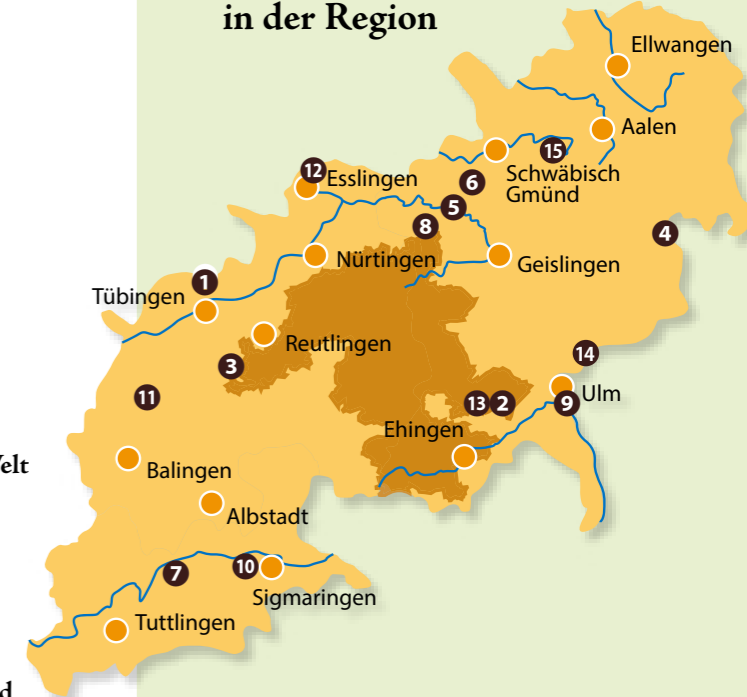 in der Region
Ellwangen
Aalen
15
Schwäbisch
Gmünd
12
Esslingen
6
5
8
4
Nürtingen
Geislingen
1
Tübingen
Reutlingen
3
14
11
Ulm
9
13
2
Ehingen
Balingen
Albstadt
7
10
Sigmaringen
Tuttlingen